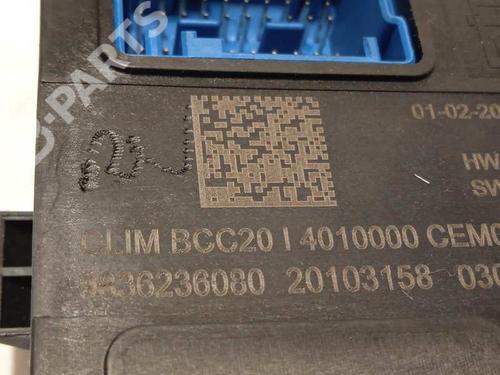 B-PARTS
01-02-20
HW
SW
CLIM BCC20 I 4010000 CEM
9836236080 20103158 030